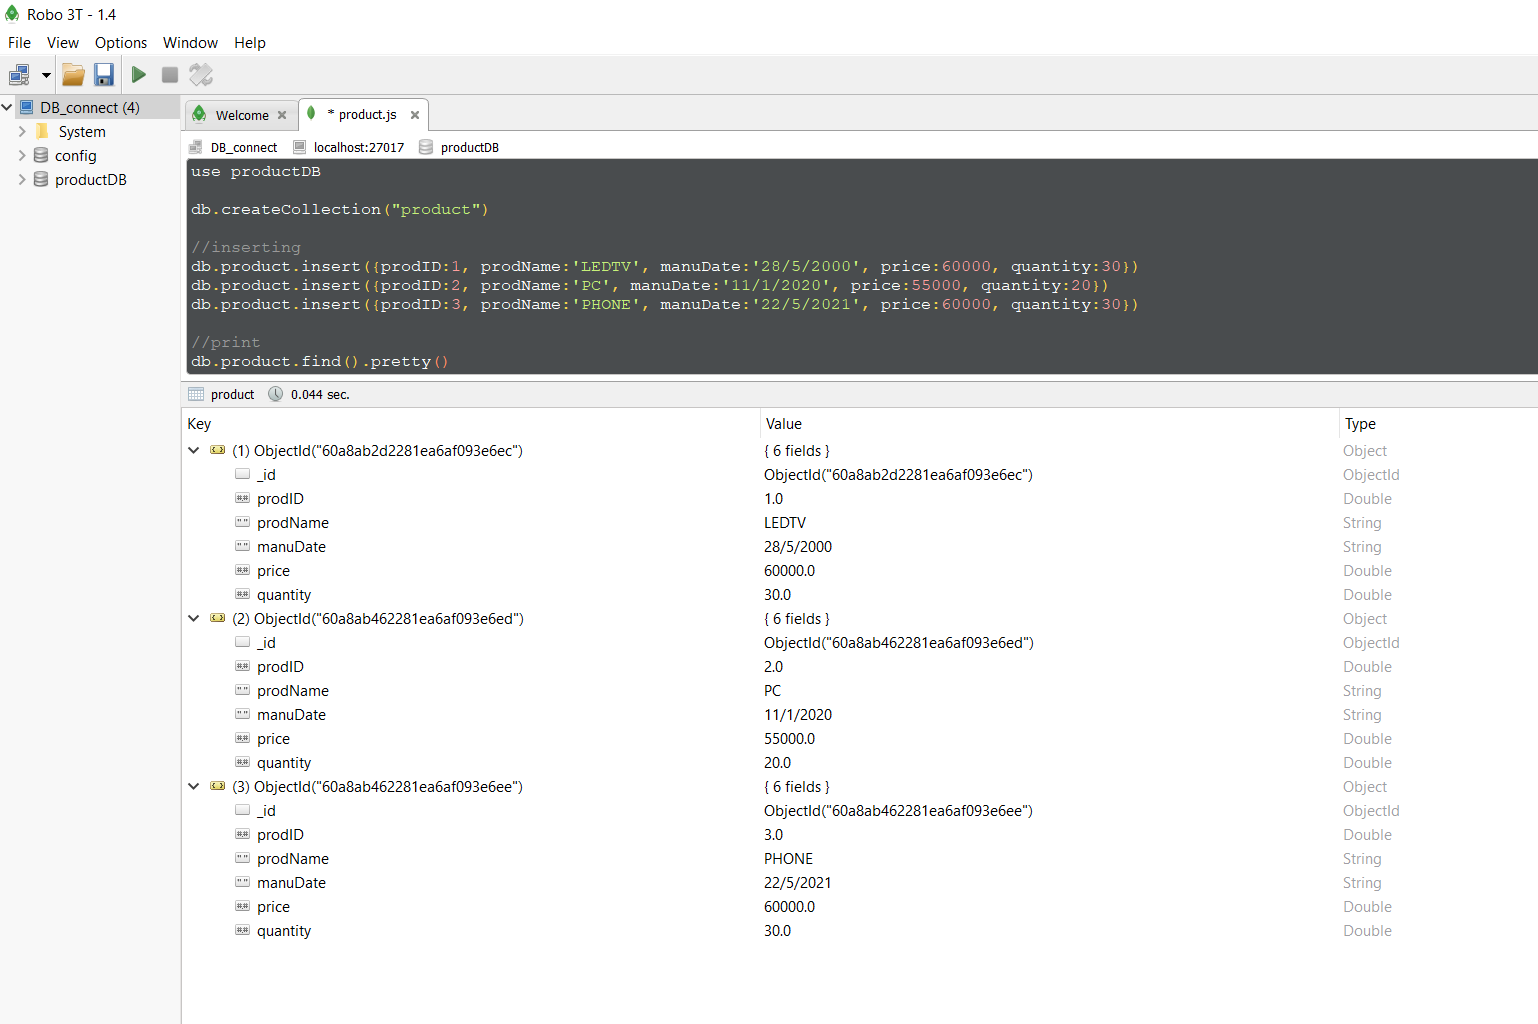 Robo 3T - 1.4
File View Options Window Help
DB_connect (4)
System
config
productDB
Welcome
* product.js
DB_connect localhost:27017 productDB
use productDB
db.createCollection("product")
//inserting
db.product.insert({prodID:1, prodName:'LEDTV', manuDate:'28/5/2000', price:60000, quantity:30})
db.product.insert({prodID:2, prodName:'PC', manuDate:'11/1/2020', price:55000, quantity:20})
db.product.insert({prodID:3, prodName:'PHONE', manuDate:'22/5/2021', price:60000, quantity:30})
//print
db.product.find().pretty()
product 0.044 sec.
Key Value Type
(1) ObjectId("60a8ab2d2281ea6af093e6ec") { 6 fields } Object
_id ObjectId("60a8ab2d2281ea6af093e6ec") ObjectId
prodID 1.0 Double
prodName LEDTV String
manuDate 28/5/2000 String
price 60000.0 Double
quantity 30.0 Double
(2) ObjectId("60a8ab462281ea6af093e6ed") { 6 fields } Object
_id ObjectId("60a8ab462281ea6af093e6ed") ObjectId
prodID 2.0 Double
prodName PC String
manuDate 11/1/2020 String
price 55000.0 Double
quantity 20.0 Double
(3) ObjectId("60a8ab462281ea6af093e6ee") { 6 fields } Object
_id ObjectId("60a8ab462281ea6af093e6ee") ObjectId
prodID 3.0 Double
prodName PHONE String
manuDate 22/5/2021 String
price 60000.0 Double
quantity 30.0 Double